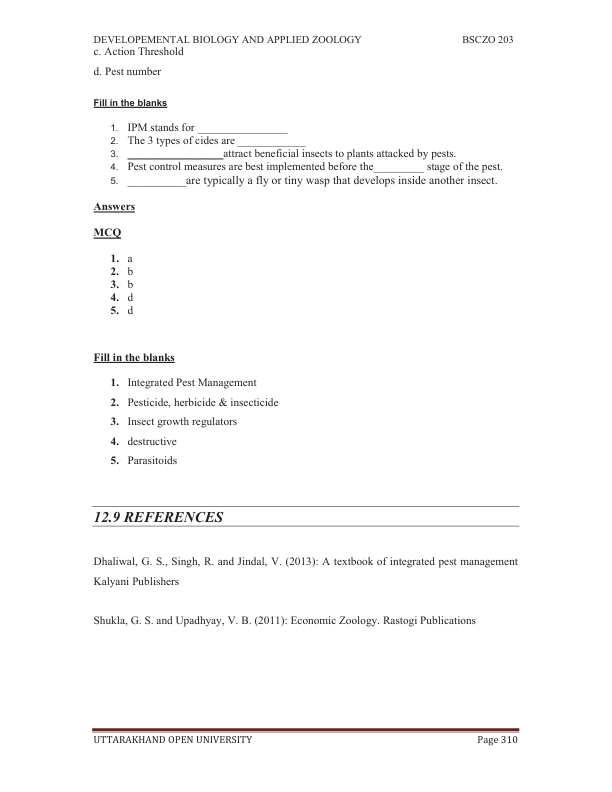 DEVELOPEMENTAL BIOLOGY AND APPLIED ZOOLOGY BSCZO 203
c. Action Threshold
d. Pest number
Fill in the blanks
1. IPM stands for ________________
2. The 3 types of cides are ____________
3. _________________attract beneficial insects to plants attacked by pests.
4. Pest control measures are best implemented before the_________ stage of the pest.
5. __________are typically a fly or tiny wasp that develops inside another insect.
Answers
MCQ
1. a
2. b
3. b
4. d
5. d
Fill in the blanks
1. Integrated Pest Management
2. Pesticide, herbicide & insecticide
3. Insect growth regulators
4. destructive
5. Parasitoids
12.9 REFERENCES
Dhaliwal, G. S., Singh, R. and Jindal, V. (2013): A textbook of integrated pest management
Kalyani Publishers
Shukla, G. S. and Upadhyay, V. B. (2011): Economic Zoology. Rastogi Publications
UTTARAKHAND OPEN UNIVERSITY Page 310